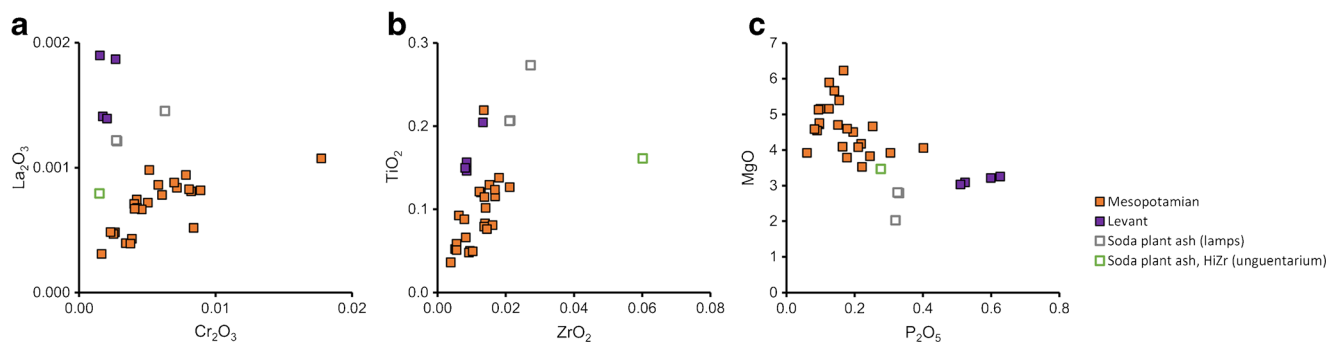 a
0.002
0.001
0.000
La₂O₃
0.00
0.01
0.02
Cr₂O₃
b
0.3
0.2
0.1
0.0
TiO₂
0.00
0.02
0.04
0.06
0.08
ZrO₂
c
7
6
5
4
3
2
1
0
MgO
0.0
0.2
0.4
0.6
0.8
P₂O₅
Mesopotamian
Levant
Soda plant ash (lamps)
Soda plant ash, HiZr (unguentarium)